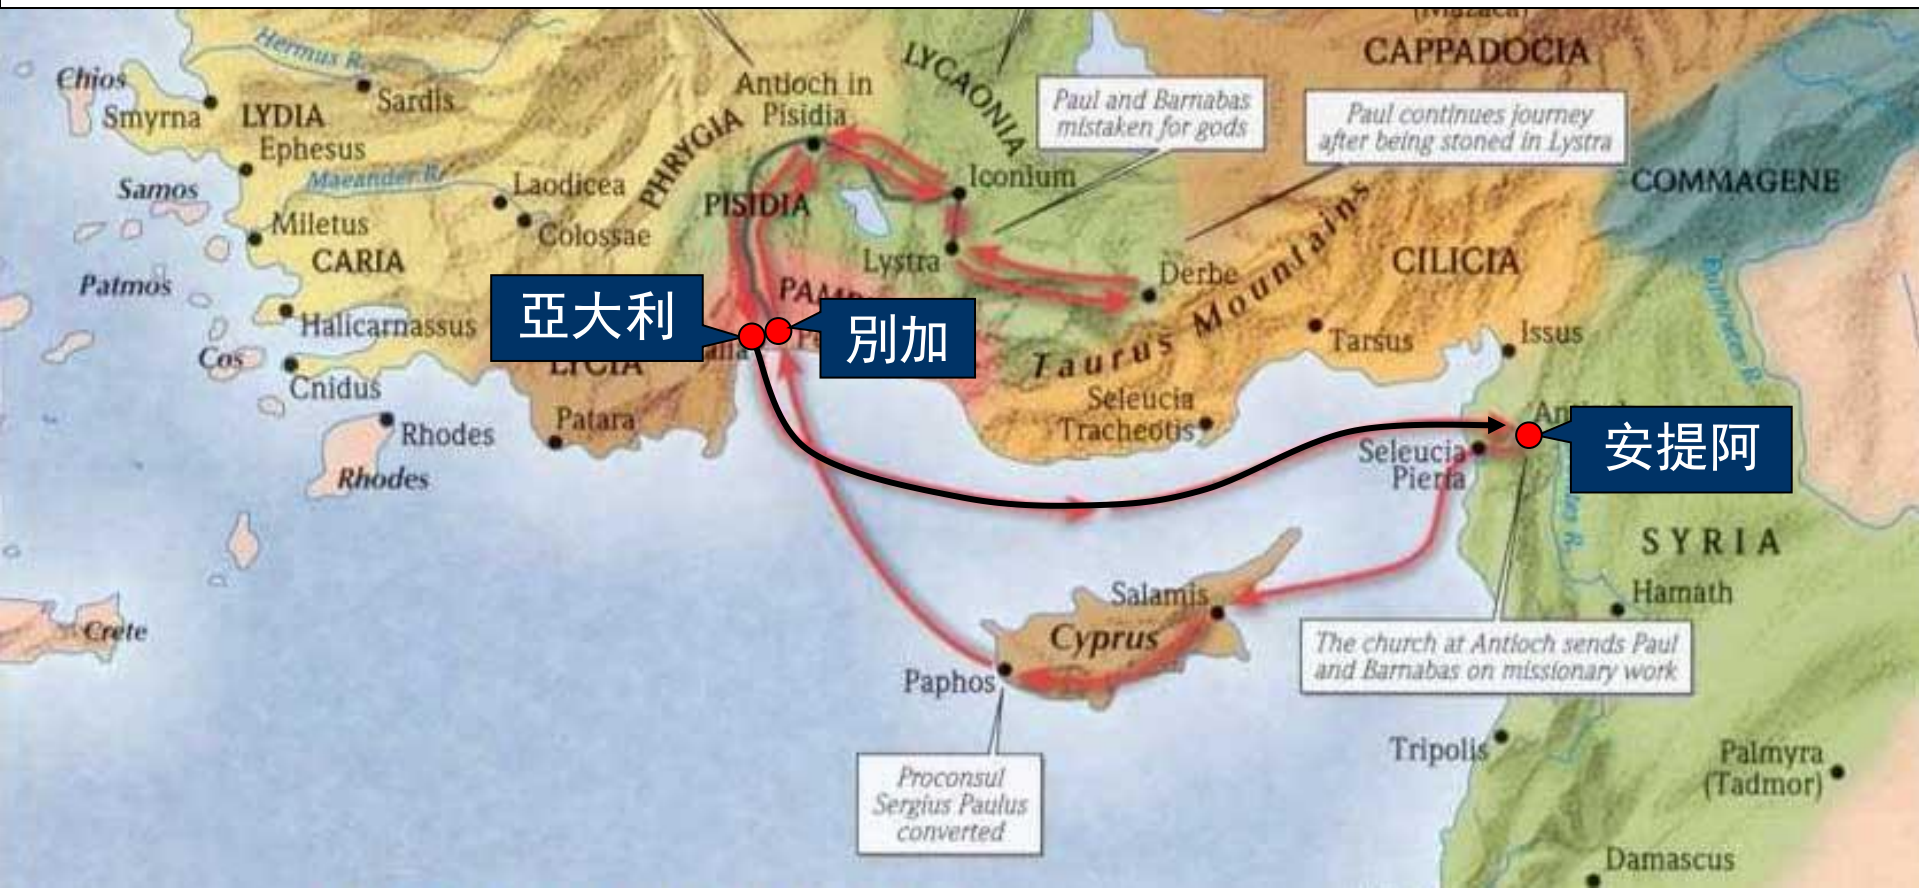 CAPPADOCIA
Hermus R.
LYCAONIA
Chios
Smyrna
LYDIA
Sardis
Antioch in
Pisidia
Paul and Barnabas
mistaken for gods
Paul continues journey
after being stoned in Lystra
PHRYGIA
Ephesus
Maeander R.
Laodicea
Samos
PISIDIA
Iconium
COMMAGENE
Miletus
Colossae
CARIA
Lystra
Derbe
CILICIA
Taurus Mountains
Patmos
亞大利
別加
Halicarnassus
Tarsus
Issus
Cos
LYCIA
Cnidus
Patara
Seleucia
Tracheotis
Rhodes
Rhodes
安提阿
Seleucia
Pieria
SYRIA
Hamath
Salamis
Cyprus
Crete
Paphos
The church at Antioch sends Paul
and Barnabas on missionary work
Proconsul
Sergius Paulus
converted
Tripolis
Palmyra
(Tadmor)
Damascus